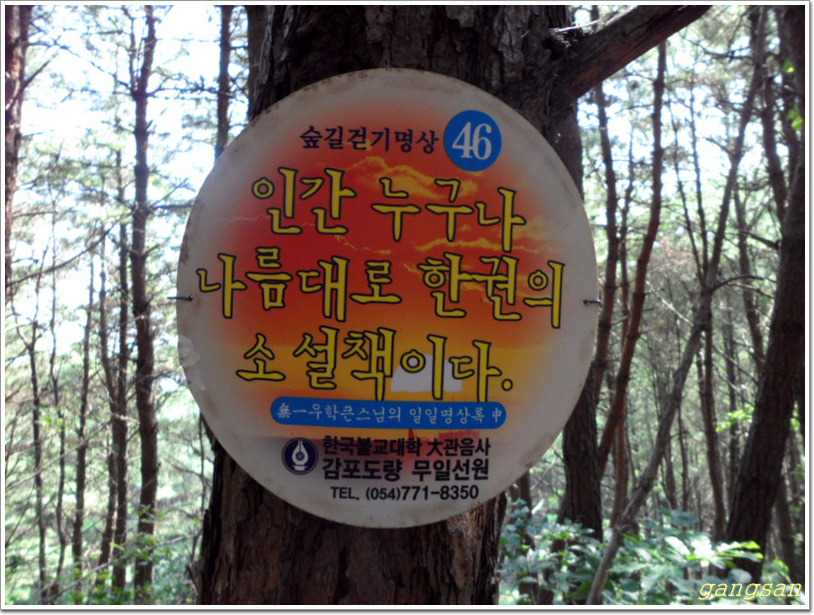 숲길걷기명상 46
인간 누구나
나름대로 한권의
소설책이다.
無一우학큰스님의 일일명상록 中
한국불교대학 大관음사
감포도량 무일선원
TEL. (054)771-8350
gangsan